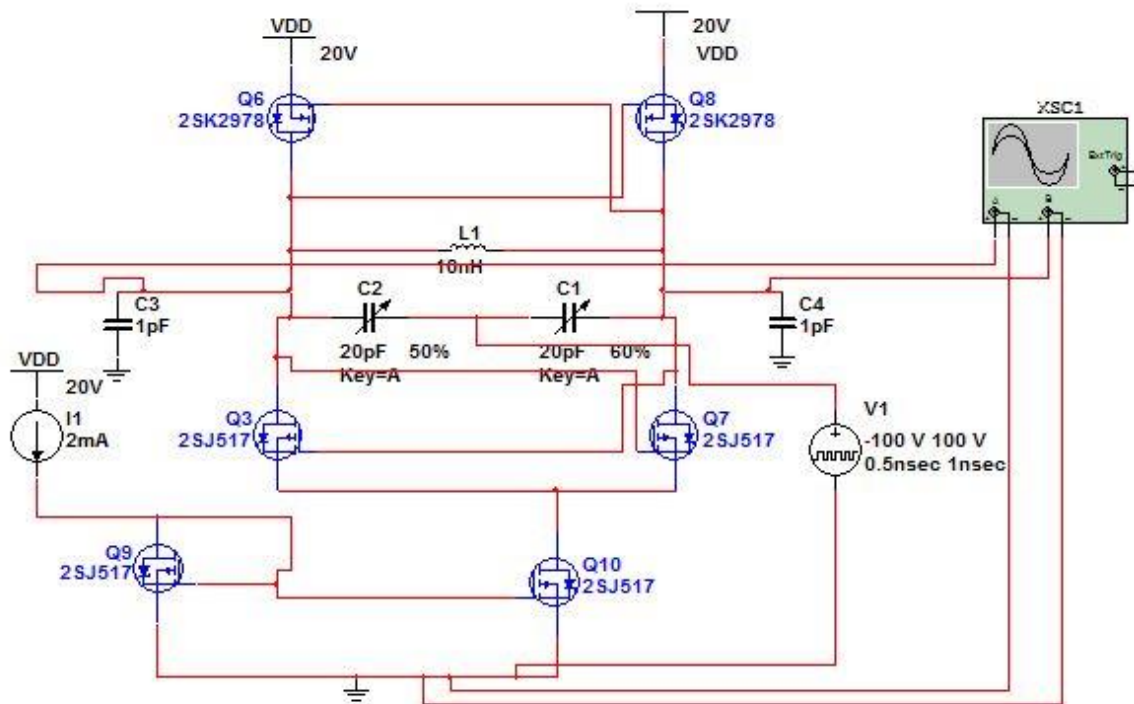 VDD
20V
20V
VDD
Q6
2SK2978
Q8
2SK2978
XSC1
Ext Trig
A
B
L1
10nH
C2
C1
C3
1pF
C4
1pF
20pF 50%
Key=A
20pF 60%
Key=A
VDD
20V
I1
2mA
Q3
2SJ517
Q7
2SJ517
V1
-100 V 100 V
0.5nsec 1nsec
Q9
2SJ517
Q10
2SJ517